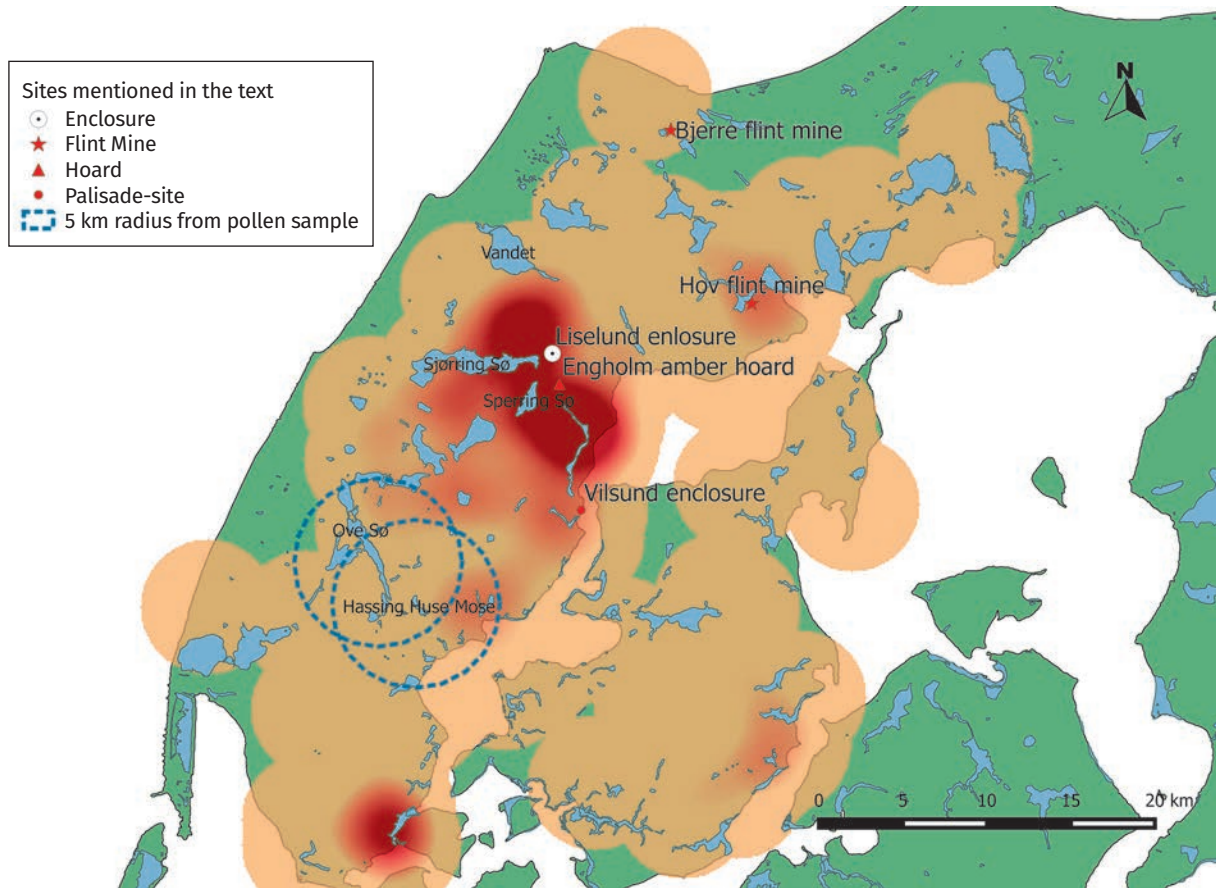 Sites mentioned in the text
Enclosure
Flint Mine
Hoard
Palisade-site
5 km radius from pollen sample
N
Bjerre flint mine
Vandet
Hov flint mine
Liselund enlosure
Sjørring Sø
Engholm amber hoard
Sperring Sø
Vilsund enclosure
Ove Sø
Hassing Huse Mose
0 5 10 15 20 km